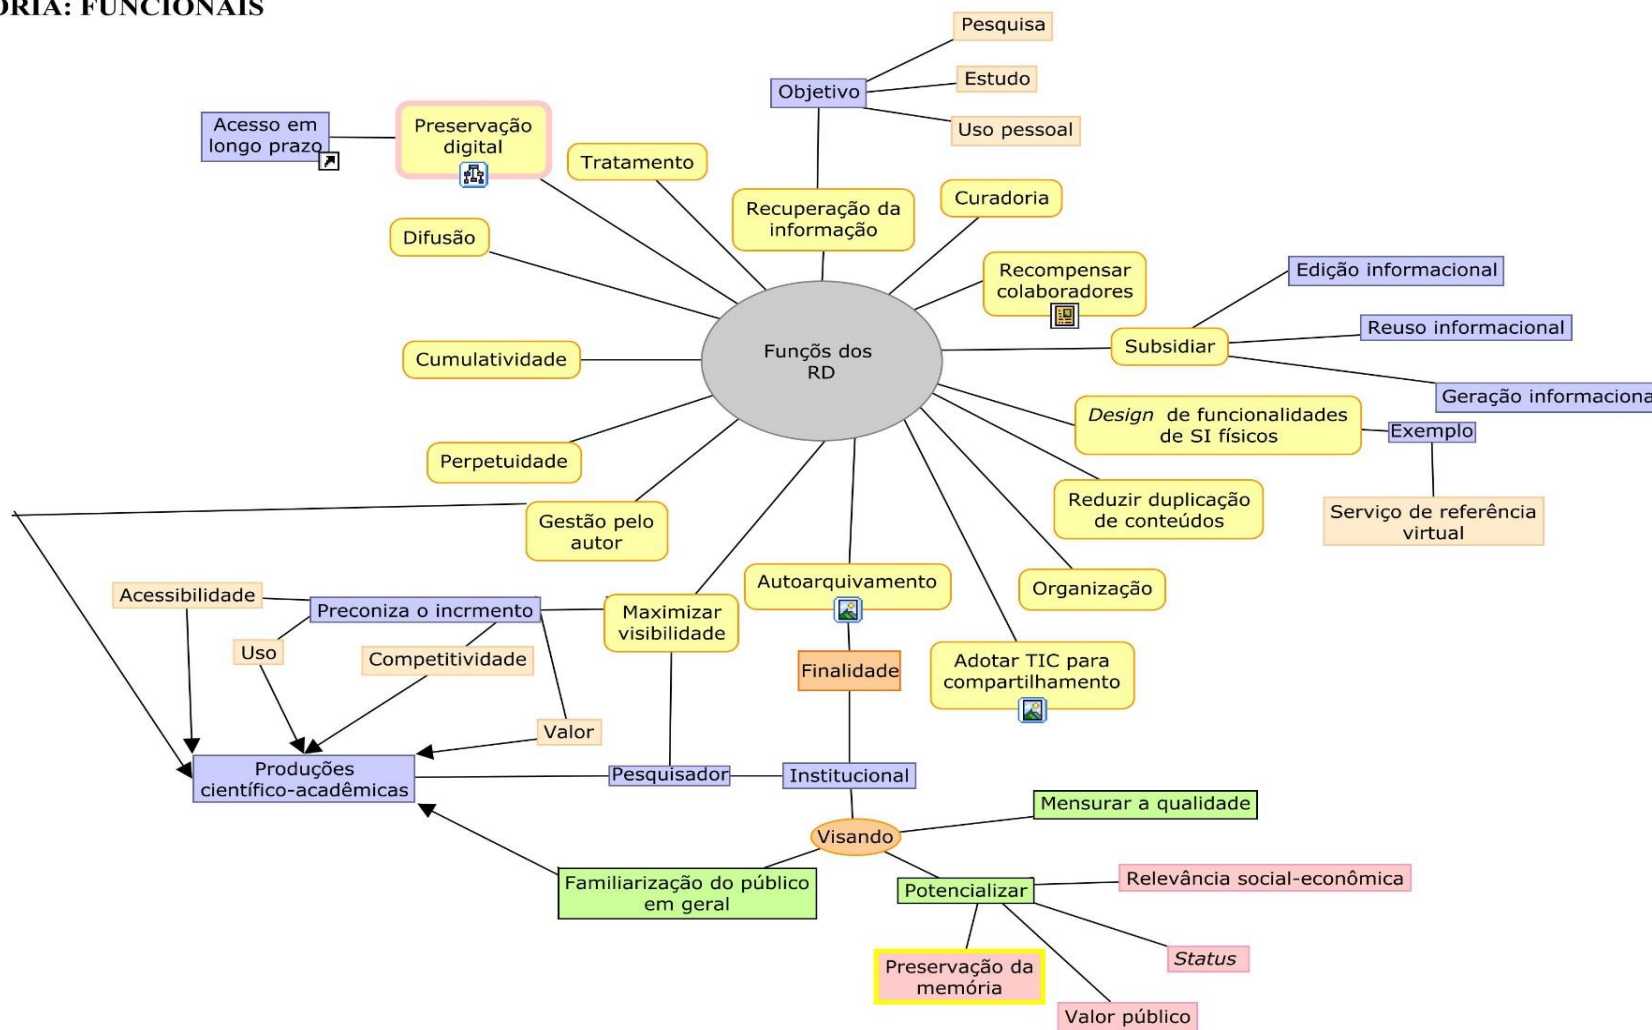 ORIA: FUNCIONAIS
Pesquisa
Objetivo
Estudo
Uso pessoal
Acesso em
longo prazo
Preservação
digital
Tratamento
Recuperação da
informação
Curadoria
Difusão
Recompensar
colaboradores
Edição informacional
Reuso informacional
Subsidiar
Geração informaciona
Cumulatividade
Funçõs dos
RD
Design de funcionalidades
de SI físicos
Exemplo
Perpetuidade
Reduzir duplicação
de conteúdos
Serviço de referência
virtual
Gestão pelo
autor
Autoarquivamento
Organização
Acessibilidade
Preconiza o incrmento
Maximizar
visibilidade
Uso
Competitividade
Finalidade
Adotar TIC para
compartilhamento
Valor
Produções
científico-acadêmicas
Pesquisador
Institucional
Mensurar a qualidade
Visando
Familiarização do público
em geral
Potencializar
Relevância social-econômica
Status
Preservação da
memória
Valor público